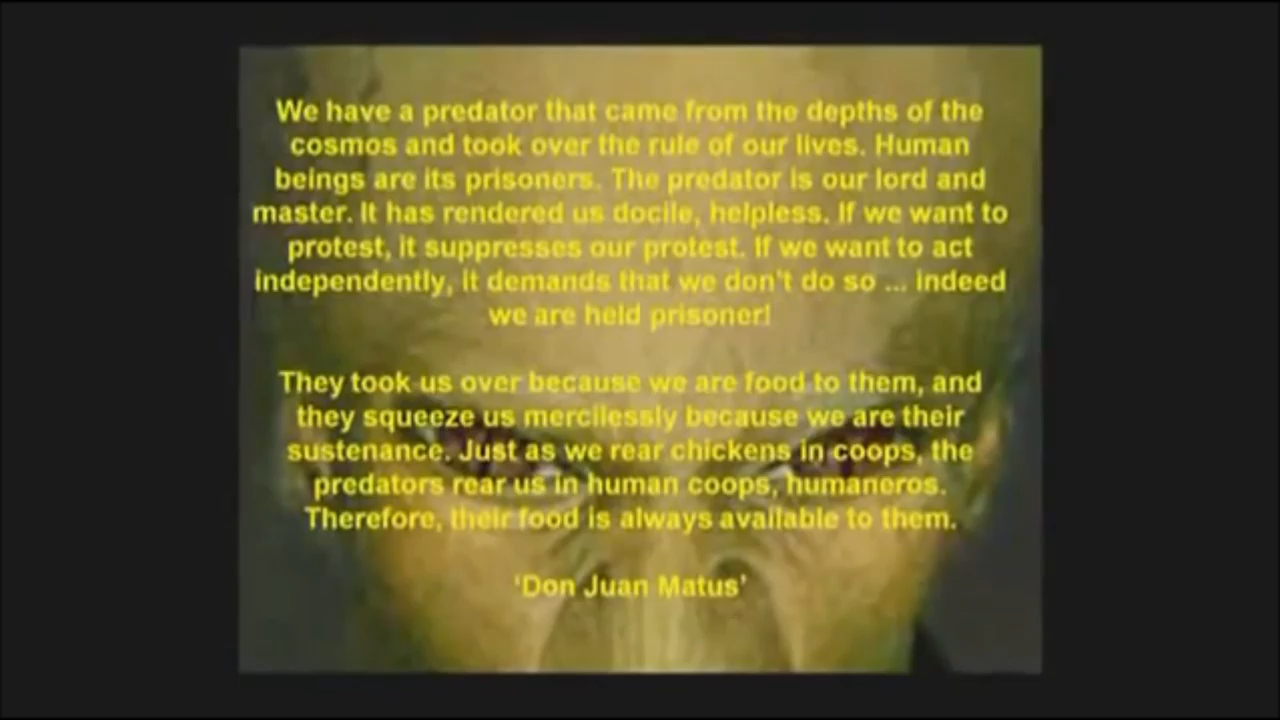 We have a predator that came from the depths of the
cosmos and took over the rule of our lives. Human
beings are its prisoners. The predator is our lord and
master. It has rendered us docile, helpless. If we want to
protest, it suppresses our protest. If we want to act
independently, it demands that we don't do so ... indeed
we are held prisoner!
They took us over because we are food to them, and
they squeeze us mercilessly because we are their
sustenance. Just as we rear chickens in coops, the
predators rear us in human coops, humaneros.
Therefore, their food is always available to them.
‘Don Juan Matus’